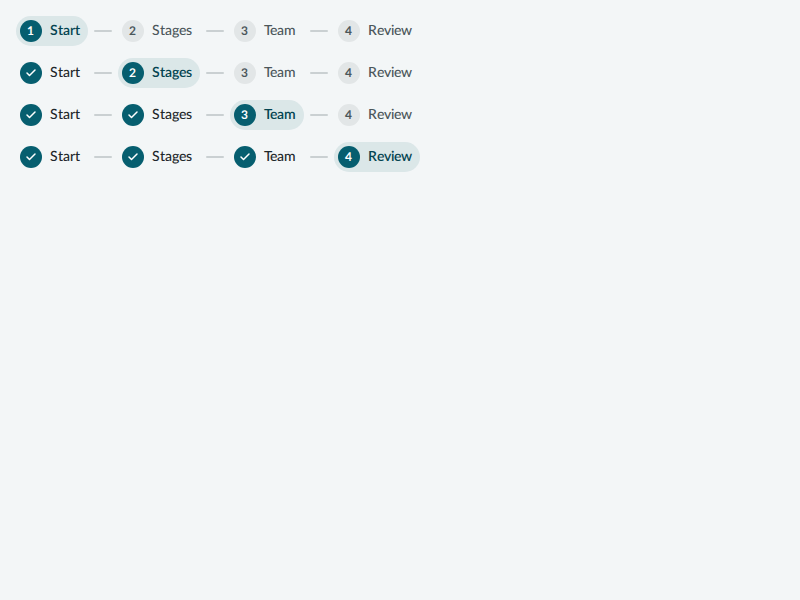 1 Start 2 Stages 3 Team 4 Review
Start 2 Stages 3 Team 4 Review
Start Stages 3 Team 4 Review
Start Stages Team 4 Review